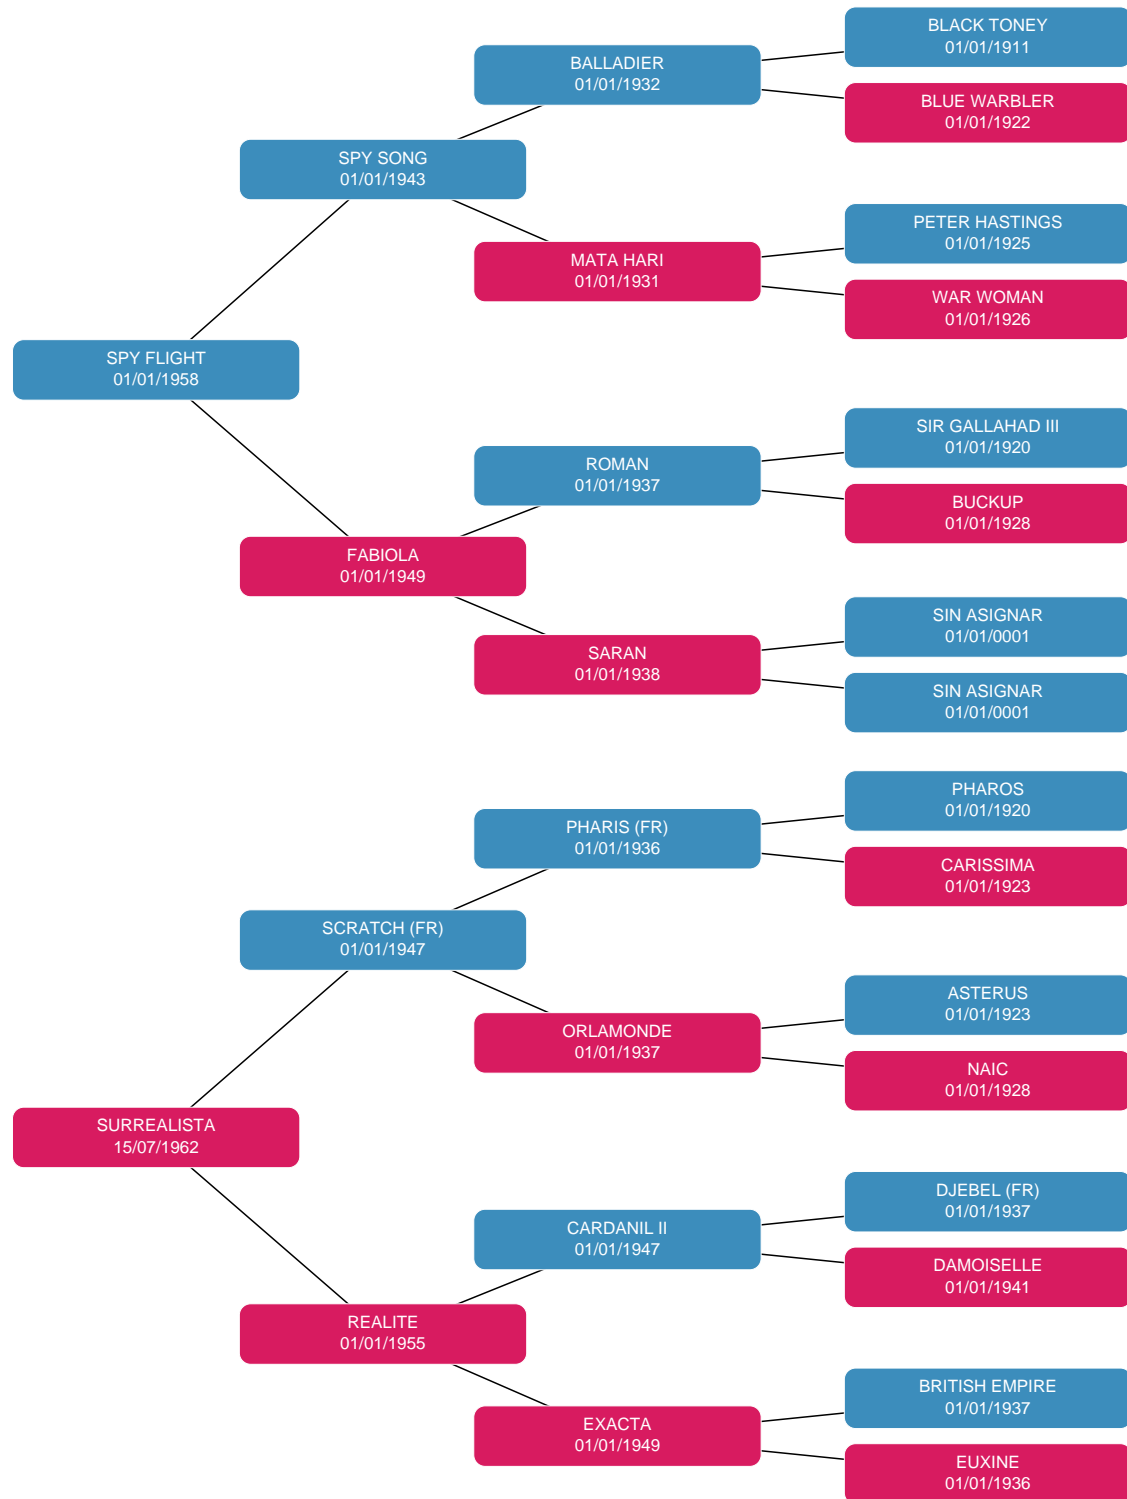 BLACK TONEY
01/01/1911
BALLADIER
01/01/1932
BLUE WARBLER
01/01/1922
SPY SONG
01/01/1943
PETER HASTINGS
01/01/1925
MATA HARI
01/01/1931
WAR WOMAN
01/01/1926
SPY FLIGHT
01/01/1958
SIR GALLAHAD III
01/01/1920
ROMAN
01/01/1937
BUCKUP
01/01/1928
FABIOLA
01/01/1949
SIN ASIGNAR
01/01/0001
SARAN
01/01/1938
SIN ASIGNAR
01/01/0001
PHAROS
01/01/1920
PHARIS (FR)
01/01/1936
CARISSIMA
01/01/1923
SCRATCH (FR)
01/01/1947
ASTERUS
01/01/1923
ORLAMONDE
01/01/1937
NAIC
01/01/1928
SURREALISTA
15/07/1962
DJEBEL (FR)
01/01/1937
CARDANIL II
01/01/1947
DAMOISELLE
01/01/1941
REALITE
01/01/1955
BRITISH EMPIRE
01/01/1937
EXACTA
01/01/1949
EUXINE
01/01/1936